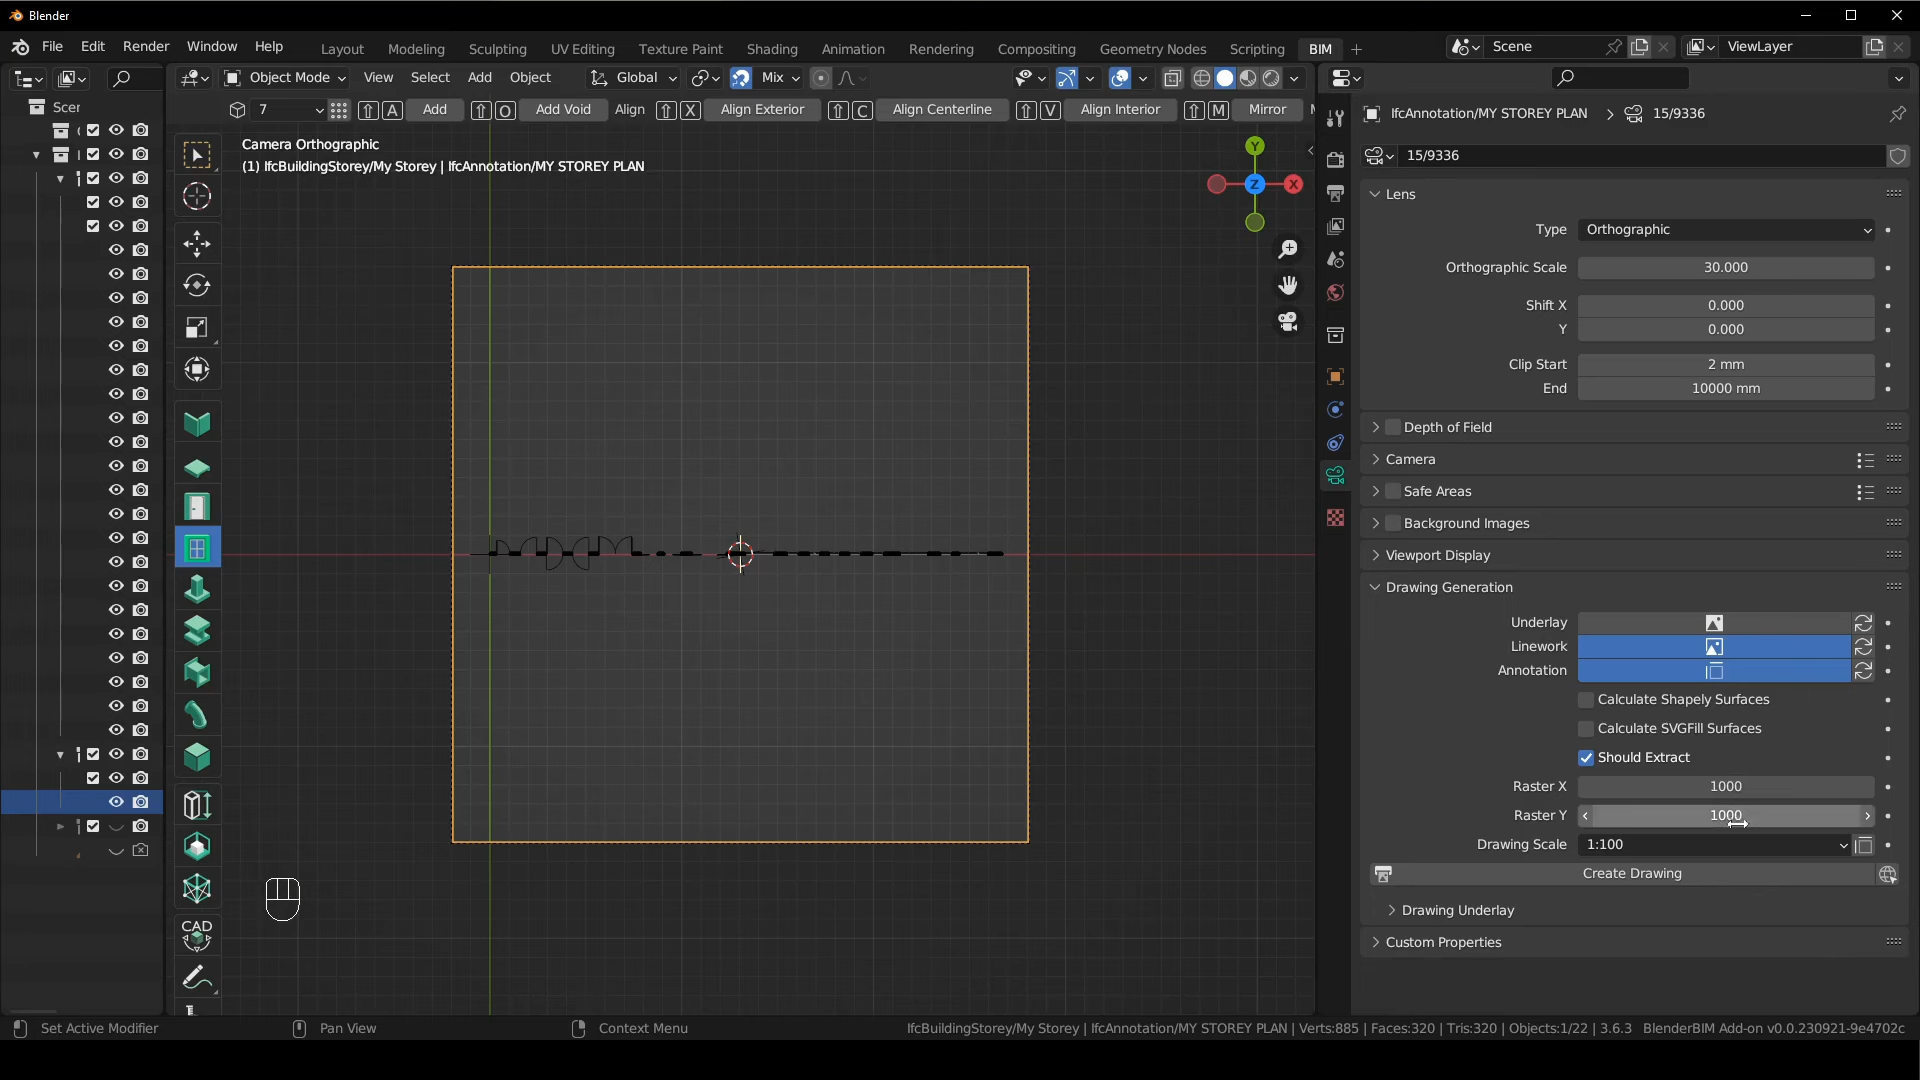 Blender
File Edit Render Window Help
Layout Modeling Sculpting UV Editing Texture Paint Shading Animation Rendering Compositing Geometry Nodes Scripting BIM
Scene
ViewLayer
Object Mode View Select Add Object
Global
Mix
7
A Add
O Add Void
Align
X Align Exterior
C Align Centerline
V Align Interior
M Mirror
Camera Orthographic
(1) IfcBuildingStorey/My Storey | IfcAnnotation/MY STOREY PLAN
Y
Z
X
CAD
IfcAnnotation/MY STOREY PLAN
15/9336
15/9336
Lens
Type Orthographic
Orthographic Scale 30.000
Shift X 0.000
Y 0.000
Clip Start 2 mm
End 10000 mm
Depth of Field
Camera
Safe Areas
Background Images
Viewport Display
Drawing Generation
Underlay
Linework
Annotation
Calculate Shapely Surfaces
Calculate SVGFill Surfaces
Should Extract
Raster X 1000
Raster Y 1000
Drawing Scale 1:100
Create Drawing
Drawing Underlay
Custom Properties
Set Active Modifier
Pan View
Context Menu
IfcBuildingStorey/My Storey | IfcAnnotation/MY STOREY PLAN | Verts:885 | Faces:320 | Tris:320 | Objects:1/22 | 3.6.3 BlenderBIM Add-on v0.0.230921-9e4702c